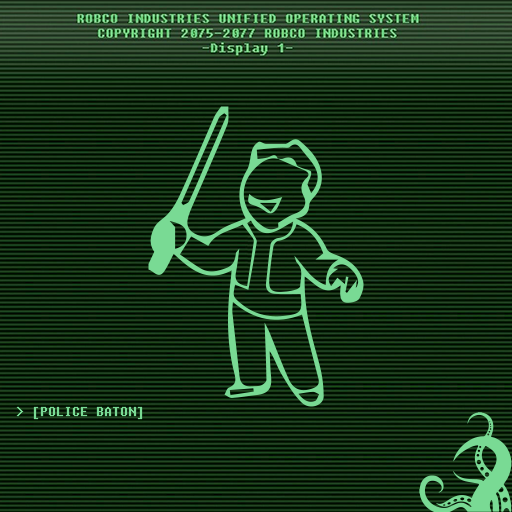 ROBCO INDUSTRIES UNIFIED OPERATING SYSTEM
COPYRIGHT 2075-2077 ROBCO INDUSTRIES
-Display 1-
> [POLICE BATON]